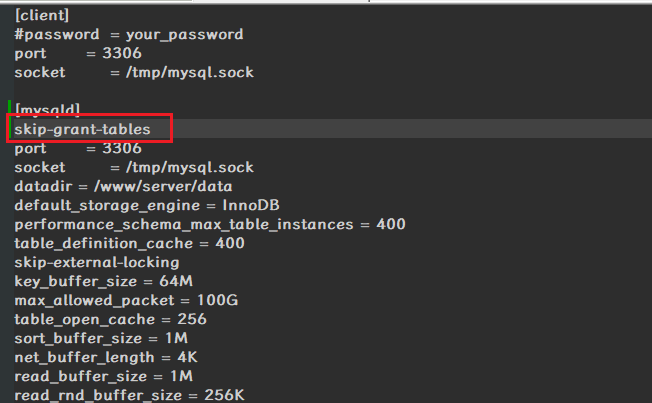 [client]
#password = your_password
port = 3306
socket = /tmp/mysql.sock
[mysqld]
skip-grant-tables
port = 3306
socket = /tmp/mysql.sock
datadir = /www/server/data
default_storage_engine = InnoDB
performance_schema_max_table_instances = 400
table_definition_cache = 400
skip-external-locking
key_buffer_size = 64M
max_allowed_packet = 100G
table_open_cache = 256
sort_buffer_size = 1M
net_buffer_length = 4K
read_buffer_size = 1M
read_rnd_buffer_size = 256K